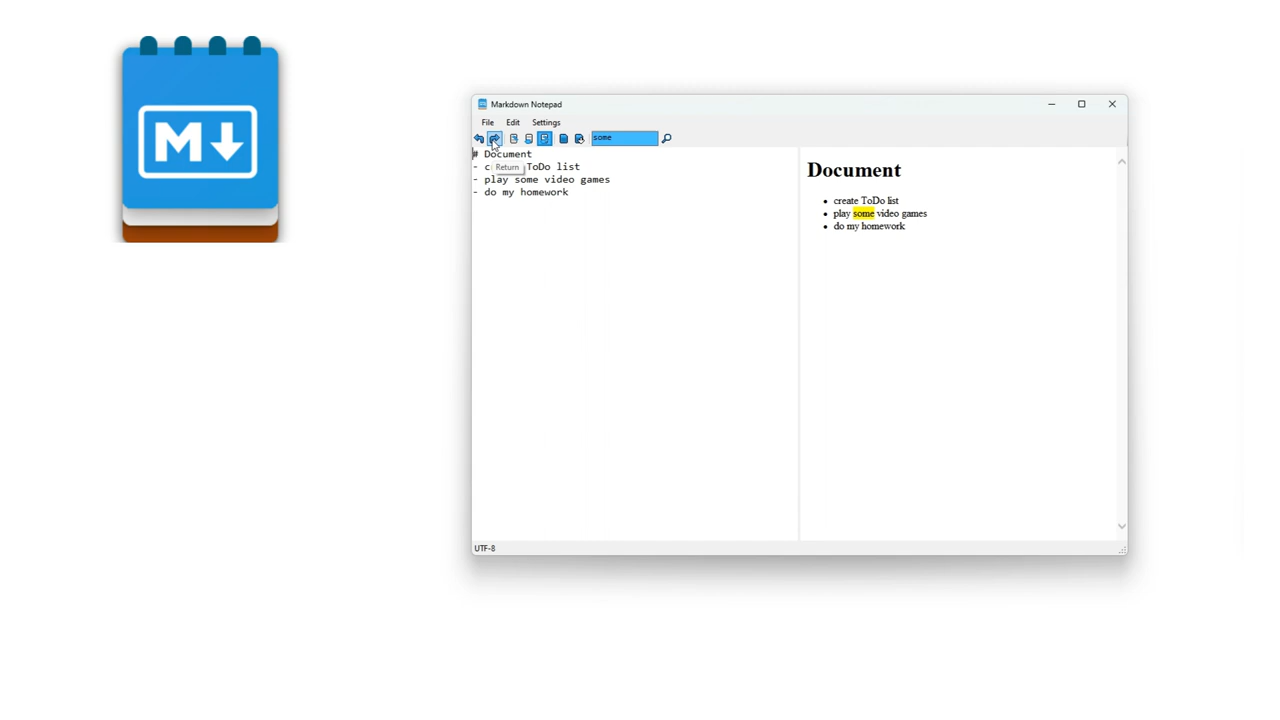 M
Markdown Notepad
File Edit Settings
some
# Document
- c ToDo list
Return
- play some video games
- do my homework
Document
• create ToDo list
• play some video games
• do my homework
UTF-8